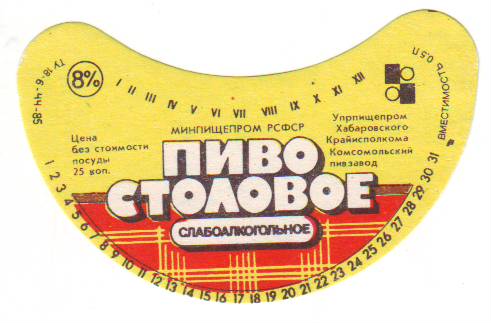 ТУ-18-6-44-85
8%
I II III IV V VI VII VIII IX X XI XII
ВМЕСТИМОСТЬ 0,5Л
МИНПИЩЕПРОМ РСФСР
Цена
без стоимости
посуды
25 коп.
Упрпищепром
Хабаровского
Крайисполкома
Комсомольский
пивзавод
ПИВО
СТОЛОВОЕ
СЛАБОАЛКОГОЛЬНОЕ
1 2 3 4 5 6 7 8 9 10 11 12 13 14 15 16 17 18 19 20 21 22 23 24 25 26 27 28 29 30 31